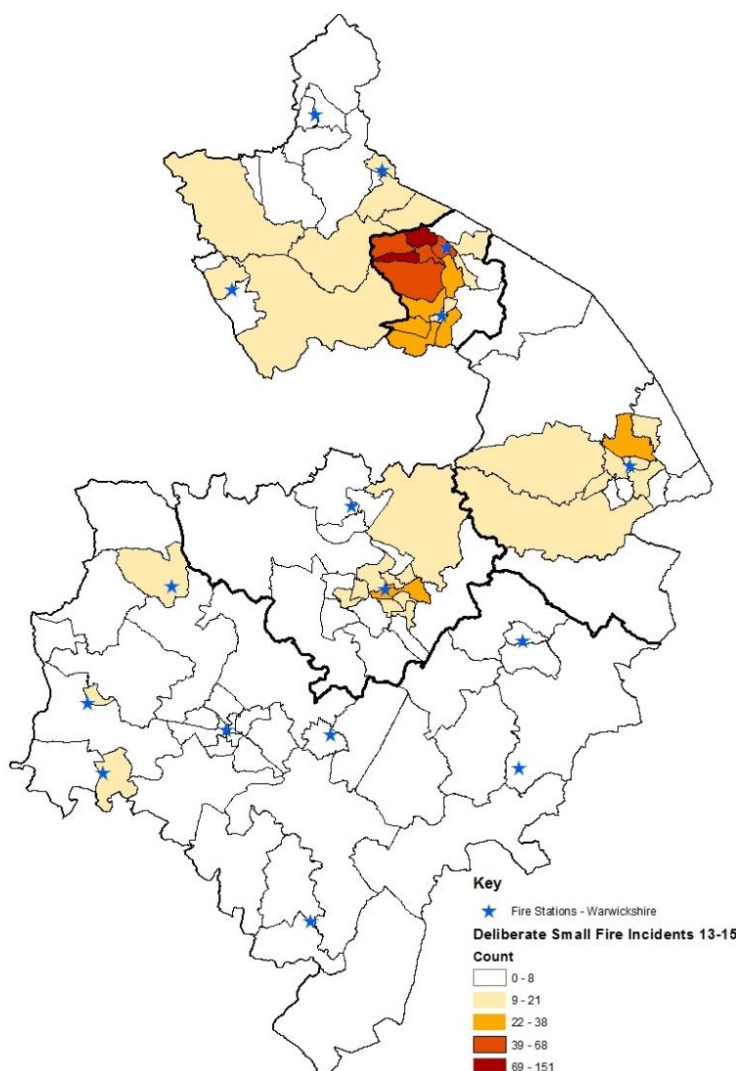 Key
Fire Stations - Warwickshire
Deliberate Small Fire Incidents 13-15
Count
0 - 8
9 - 21
22 - 38
39 - 68
69 - 151